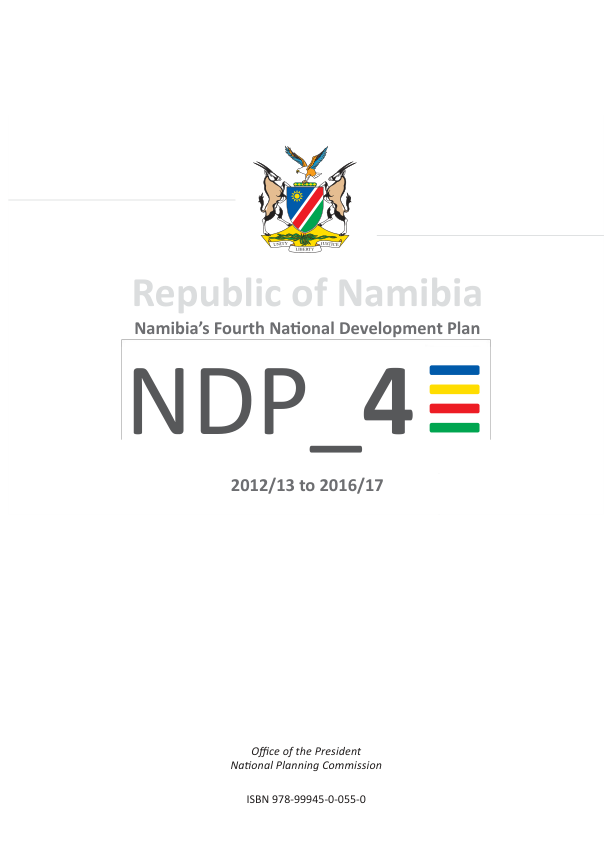 UNITY LIBERTY JUSTICE
Republic of Namibia
Namibia's Fourth National Development Plan
NDP_4
2012/13 to 2016/17
Office of the President
National Planning Commission
ISBN 978-99945-0-055-0